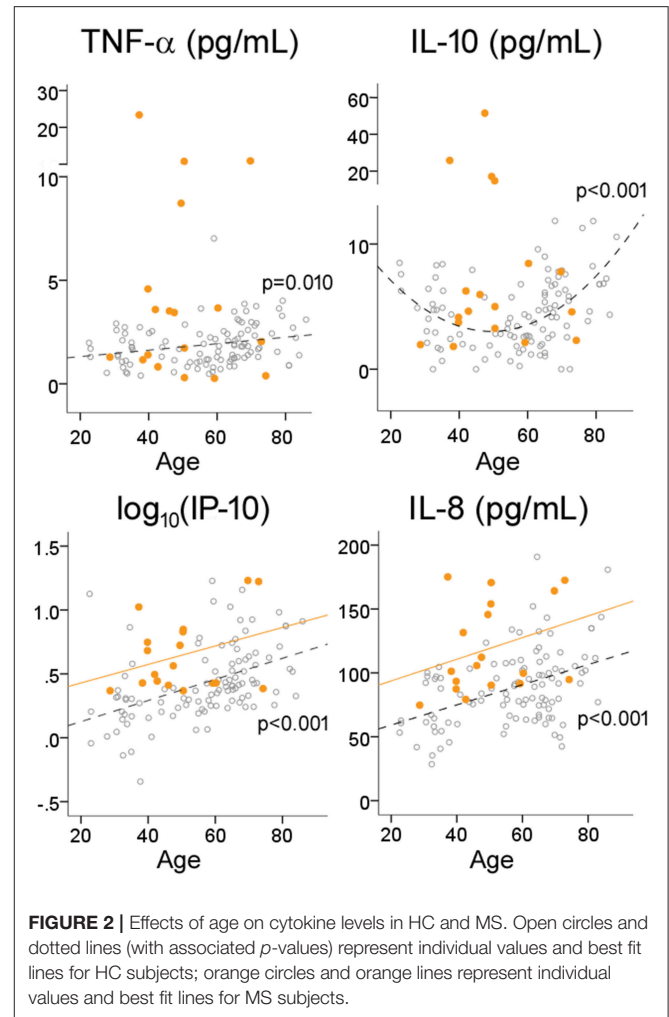 TNF-α (pg/mL)
IL-10 (pg/mL)
30
20
10
5
0
p=0.010
20 40 60 80
Age
60
40
20
10
0
p<0.001
20 40 60 80
Age
log10(IP-10)
IL-8 (pg/mL)
1.5
1.0
.5
.0
-.5
p<0.001
20 40 60 80
Age
200
150
100
50
0
p<0.001
20 40 60 80
Age
FIGURE 2 | Effects of age on cytokine levels in HC and MS. Open circles and
dotted lines (with associated p-values) represent individual values and best fit
lines for HC subjects; orange circles and orange lines represent individual
values and best fit lines for MS subjects.